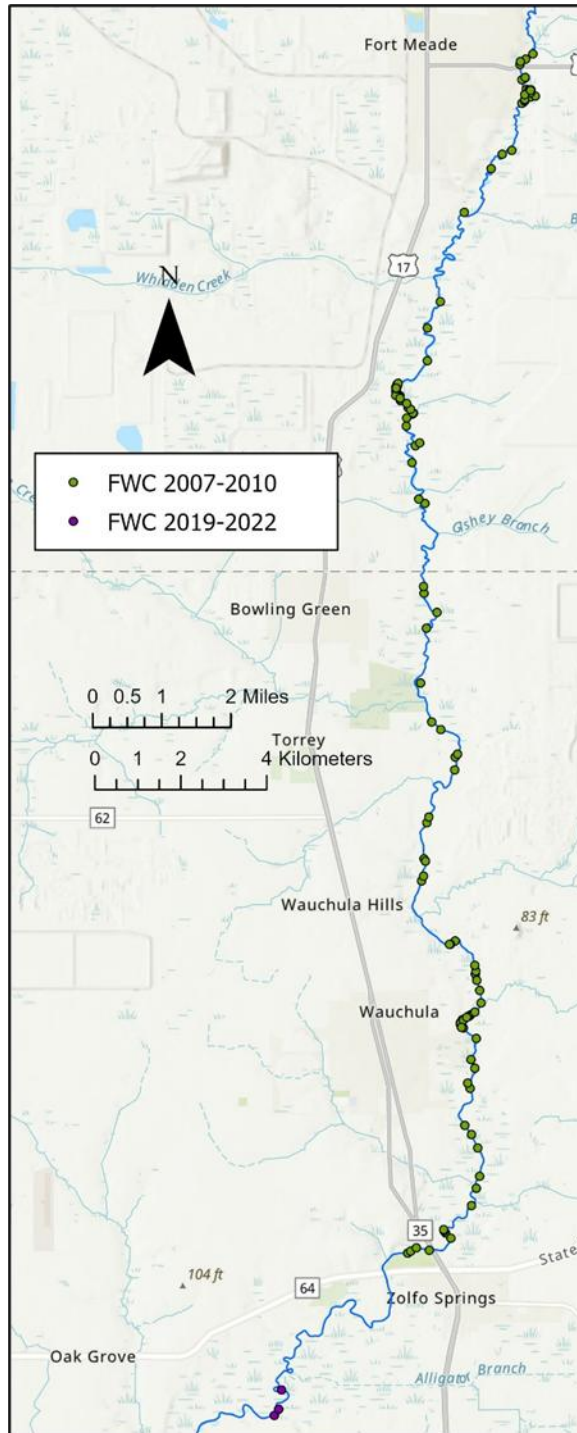 Fort Meade
17
N
Whidden Creek
FWC 2007-2010
FWC 2019-2022
Gshey Branch
Bowling Green
0 0.5 1 2 Miles
Torrey
0 1 2 4 Kilometers
62
Wauchula Hills
83 ft
Wauchula
35
State
104 ft
64
Zolfo Springs
Oak Grove
Alligator Branch